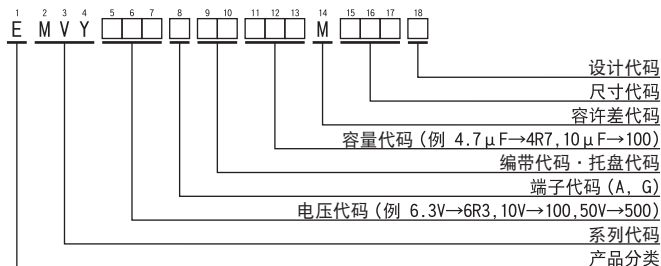 1 2 3 4 5 6 7 8 9 10 11 12 13 14 15 16 17 18
E M V Y □□□ □ □□ □□□ M □□□ □
设计代码
尺寸代码
容许差代码
容量代码(例 4.7μF→4R7,10μF→100)
编带代码·托盘代码
端子代码(A, G)
电压代码(例 6.3V→6R3,10V→100,50V→500)
系列代码
产品分类